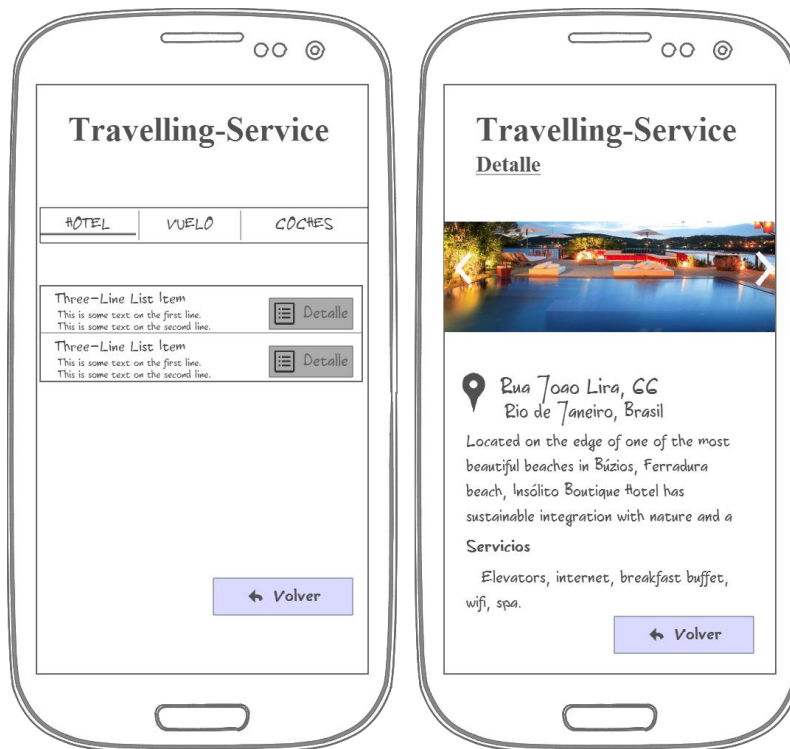 Travelling-Service
HOTEL VUELO COCHES
Three-Line List Item
This is some text on the first line.
This is some text on the second line.
Detalle
Three-Line List Item
This is some text on the first line.
This is some text on the second line.
Detalle
Volver
Travelling-Service
Detalle
Rua Joao Lira, 66
Rio de Janeiro, Brasil
Located on the edge of one of the most
beautiful beaches in Búzios, Ferradura
beach, Insólito Boutique Hotel has
sustainable integration with nature and a
Servicios
Elevators, internet, breakfast buffet,
wifi, spa.
Volver